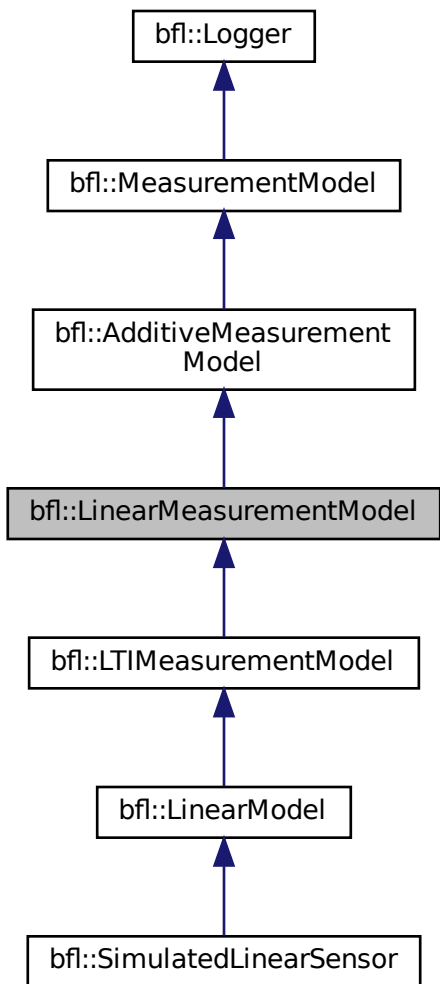 bfl::Logger
bfl::MeasurementModel
bfl::AdditiveMeasurement
Model
bfl::LinearMeasurementModel
bfl::LTIMeasurementModel
bfl::LinearModel
bfl::SimulatedLinearSensor